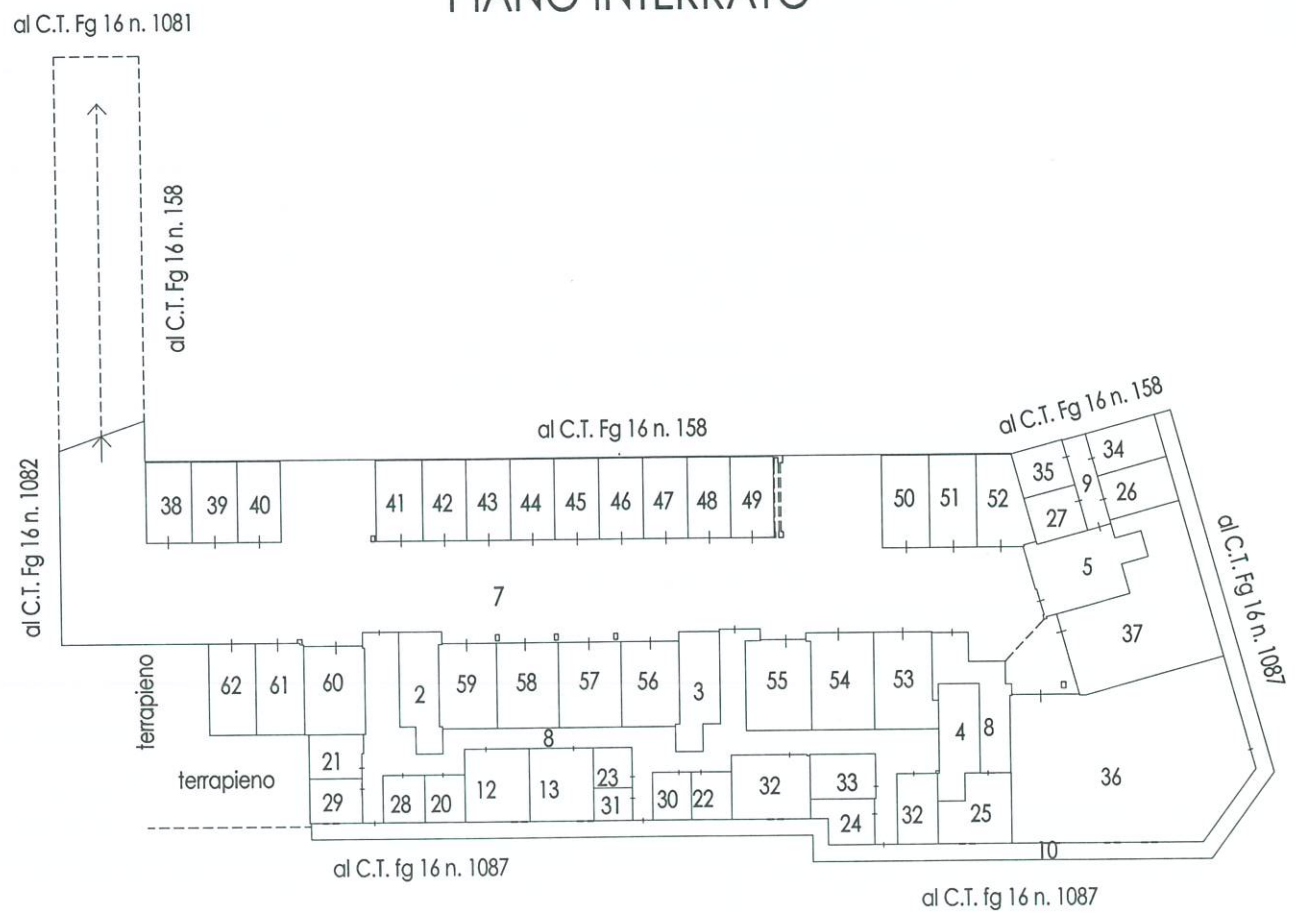 PIANO INTERRATO
al C.T. Fg 16 n. 1081
al C.T. Fg 16 n. 158
al C.T. Fg 16 n. 158
al C.T. Fg 16 n. 158
al C.T. Fg 16 n. 1082
38 39 40 41 42 43 44 45 46 47 48 49 50 51 52
35 9 34
27 26
5
al C.T. Fg 16 n. 1087
7
37
terrapieno
62 61 60 2 59 58 57 56 3 55 54 53
4 8
8
21
terrapieno
29 28 20 12 13 23 31 30 22 32 33 24 32 25
36
10
al C.T. fg 16 n. 1087
al C.T. fg 16 n. 1087